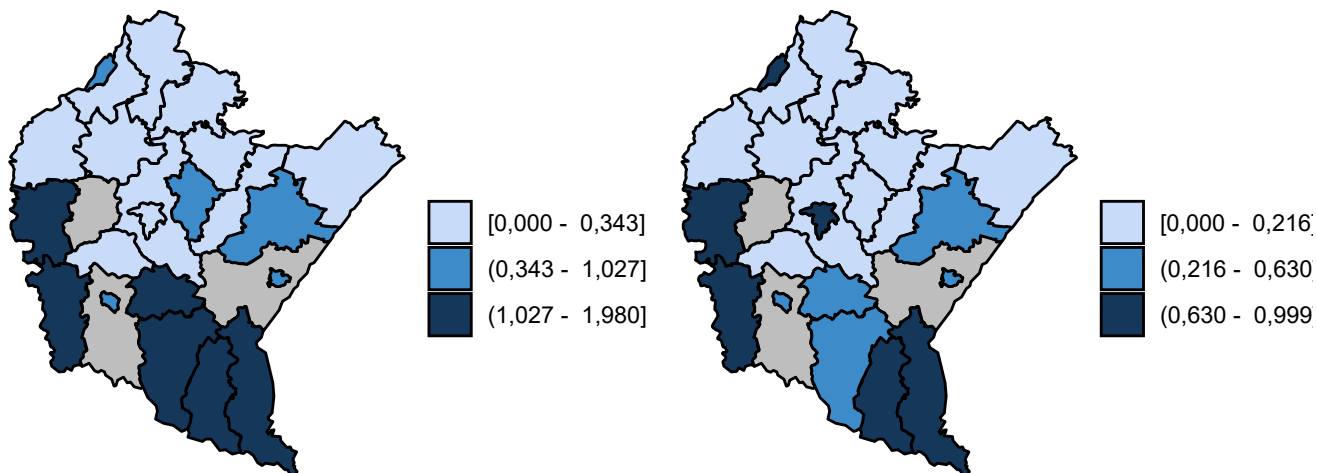 [0,000 - 0,343]
(0,343 - 1,027]
(1,027 - 1,980]
[0,000 - 0,216]
(0,216 - 0,630]
(0,630 - 0,999]